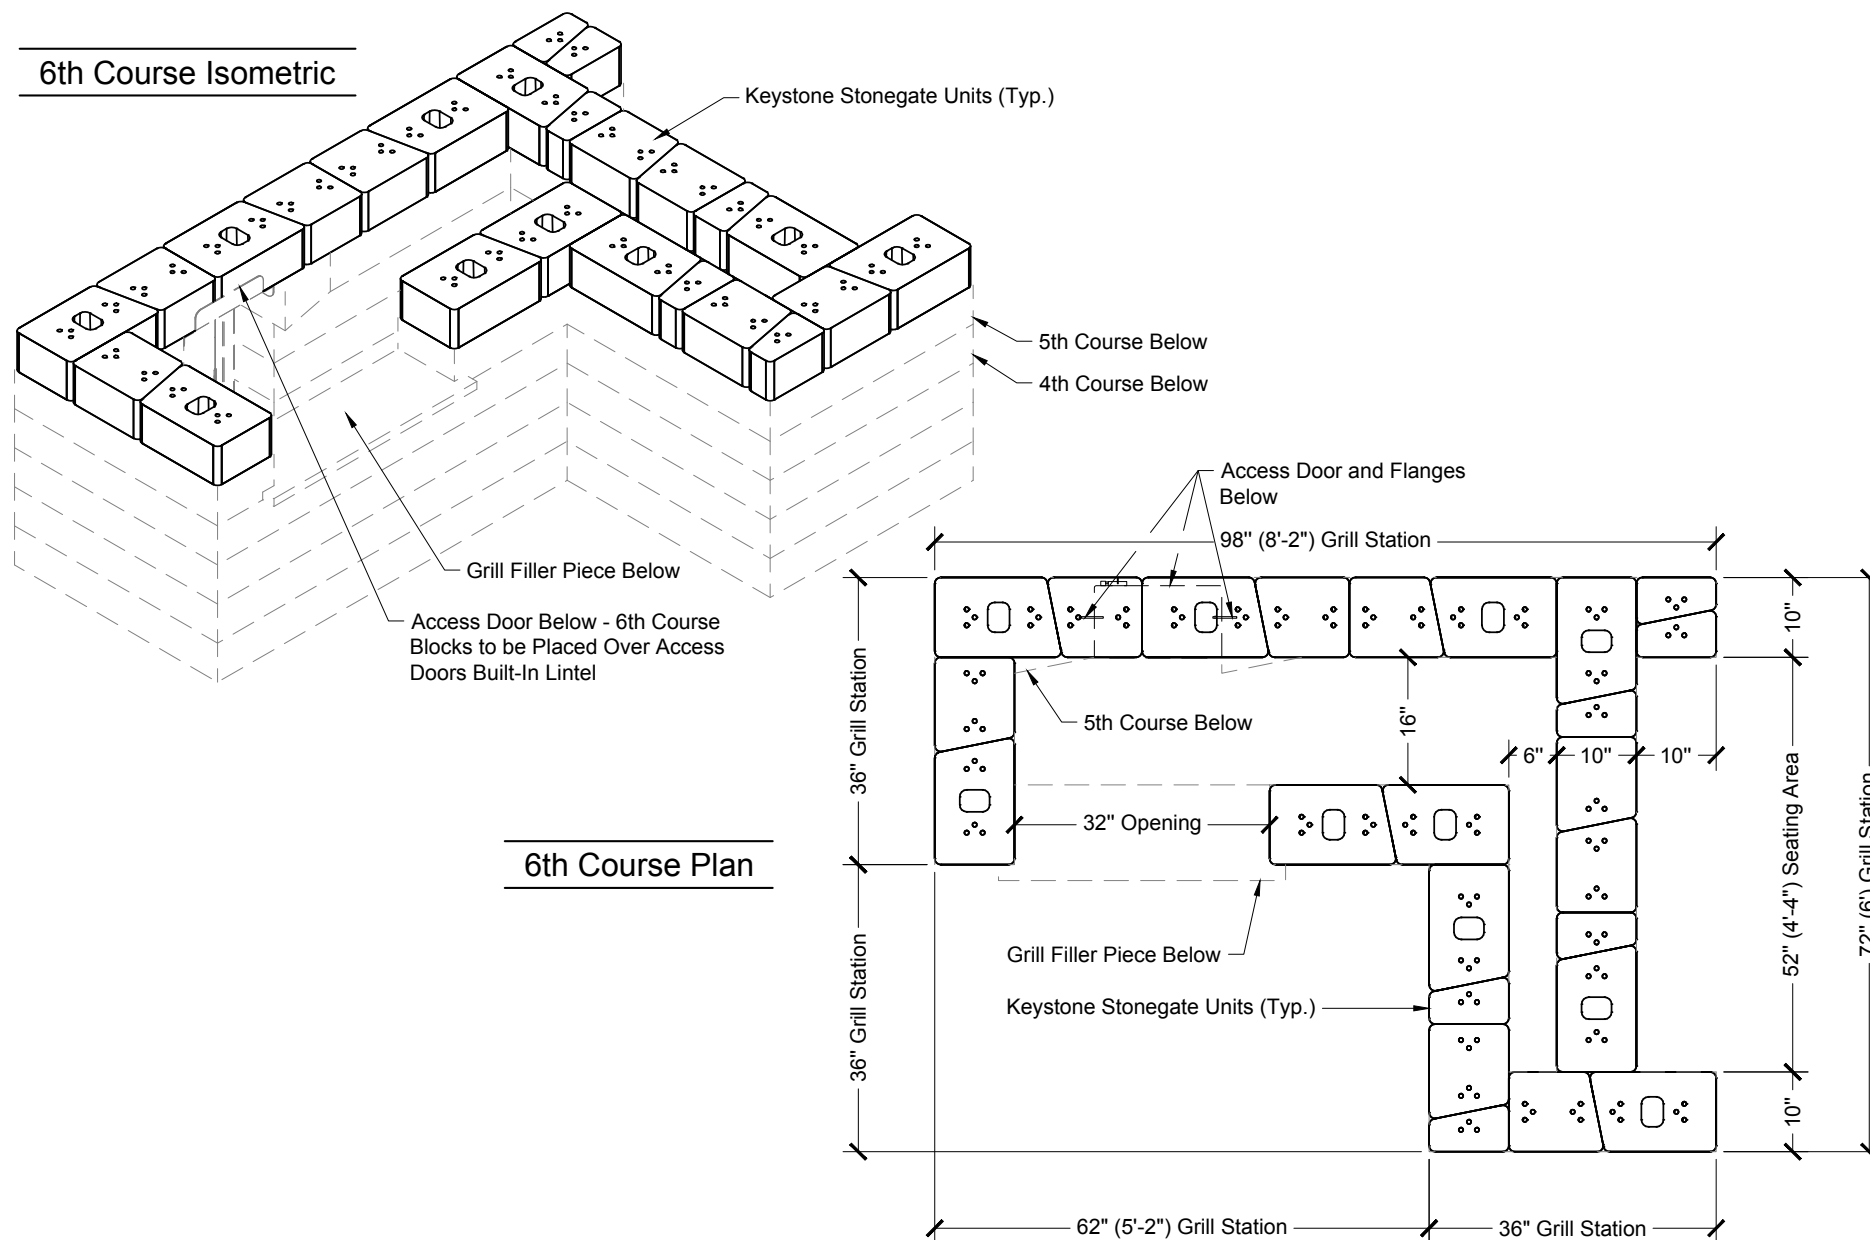 6th Course Isometric
Keystone Stonegate Units (Typ.)
5th Course Below
4th Course Below
Grill Filler Piece Below
Access Door Below - 6th Course
Blocks to be Placed Over Access
Doors Built-In Lintel
Access Door and Flanges
Below
98" (8'-2") Grill Station
10"
36" Grill Station
5th Course Below
16"
6"
10"
10"
52" (4'-4") Seating Area
72" (6') Grill Station
32" Opening
6th Course Plan
Grill Filler Piece Below
Keystone Stonegate Units (Typ.)
36" Grill Station
10"
62" (5'-2") Grill Station
36" Grill Station